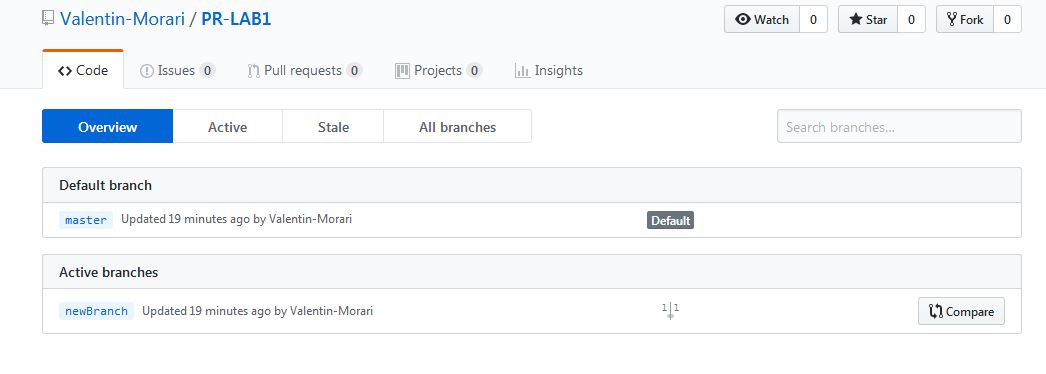 Valentin-Morari / PR-LAB1 Watch 0 Star 0 Fork 0
Code Issues 0 Pull requests 0 Projects 0 Insights
Overview Active Stale All branches Search branches...
Default branch
master Updated 19 minutes ago by Valentin-Morari Default
Active branches
newBranch Updated 19 minutes ago by Valentin-Morari 1|1 Compare